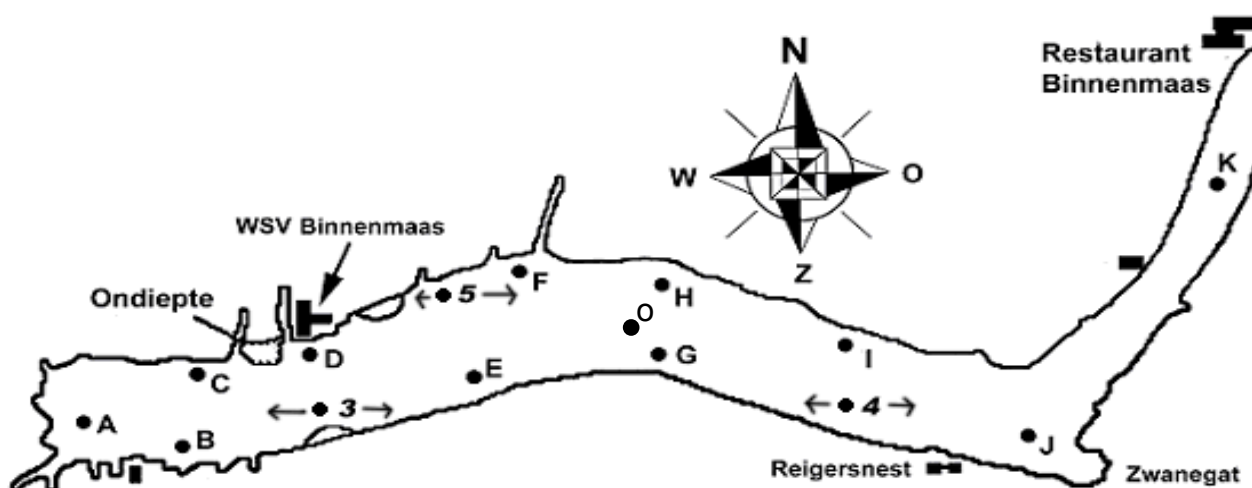 N
W
O
Z
Restaurant
Binnenmaas
K
WSV Binnenmaas
Ondiepte
5
F
H
O
G
I
D
C
E
A
B
3
4
J
Reigersnest
Zwanegat